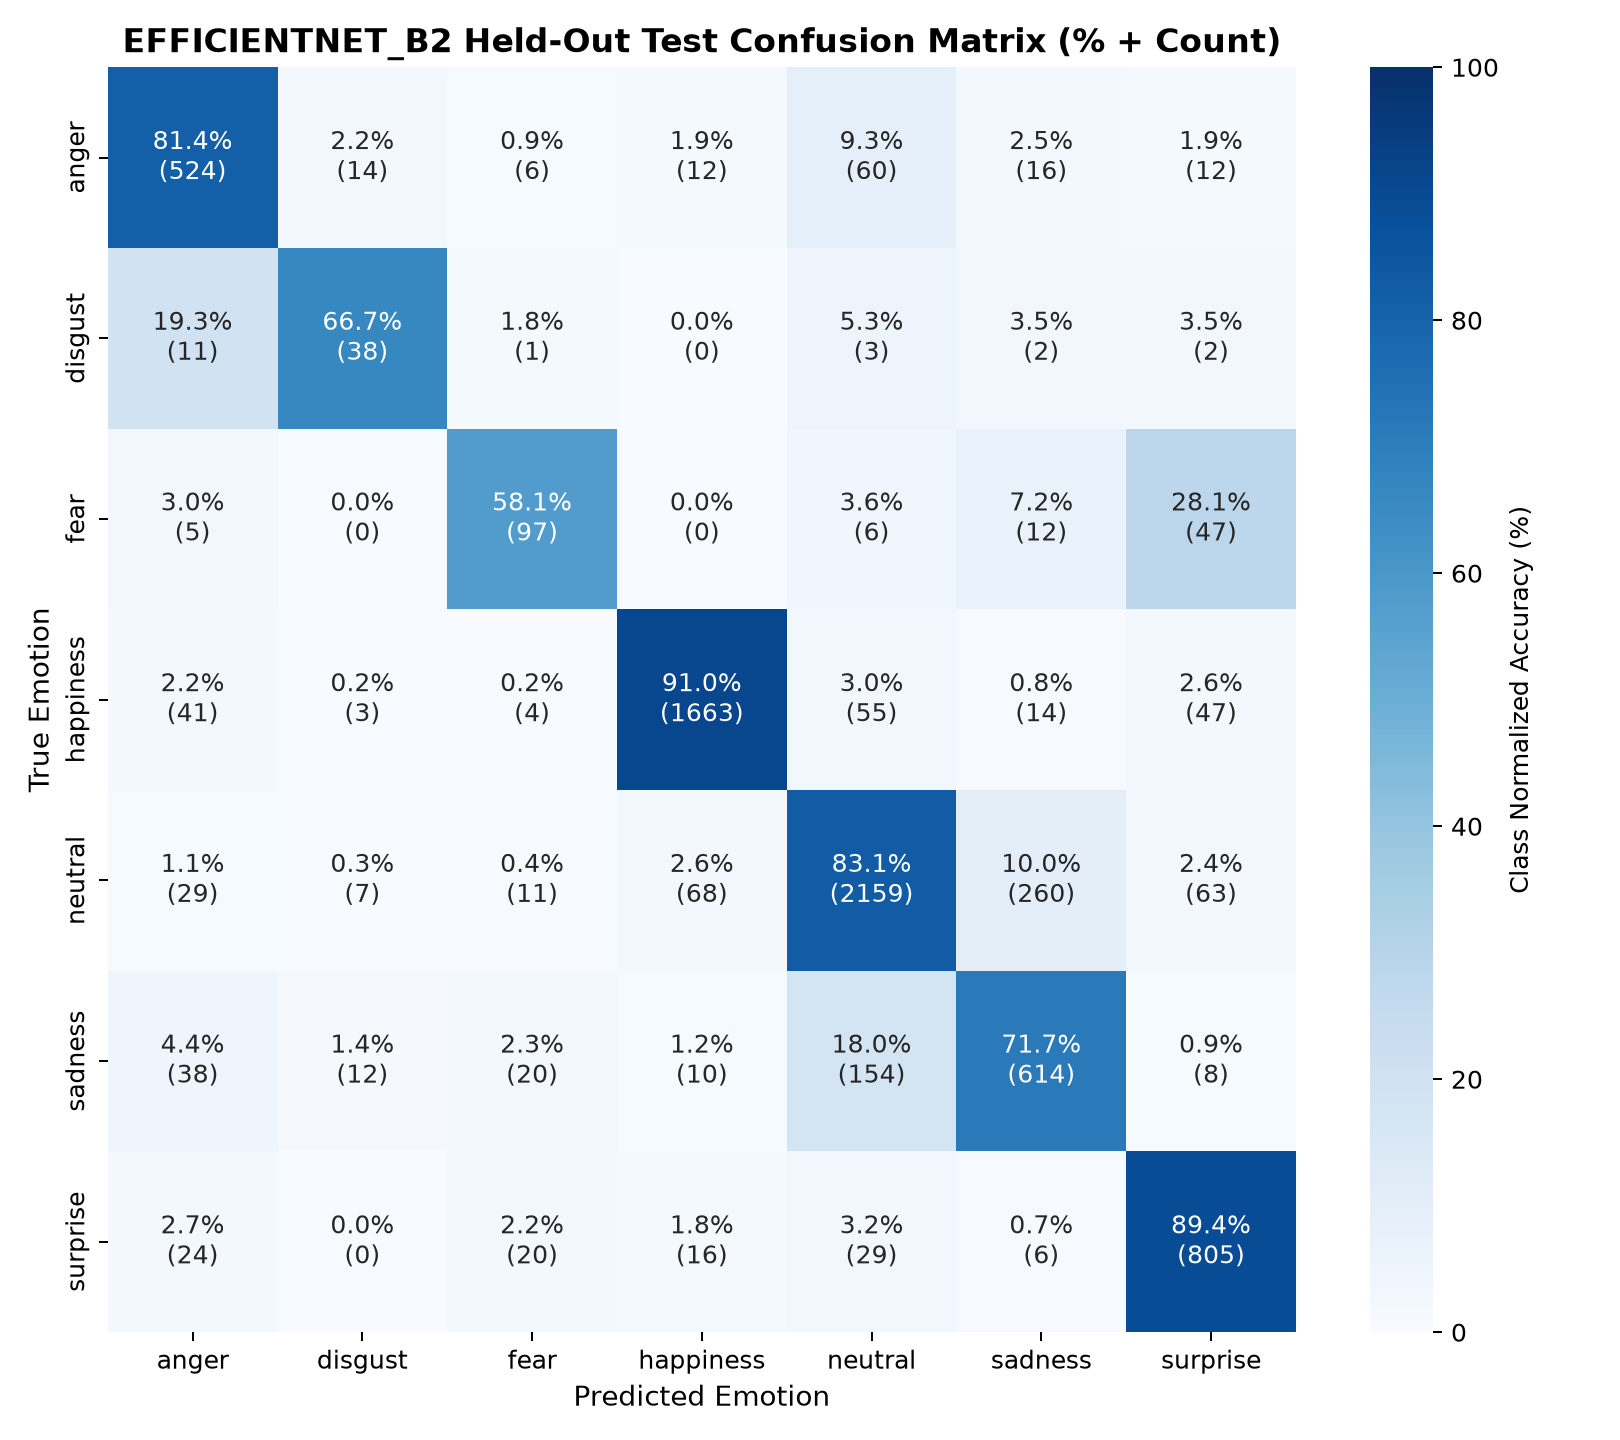 EFFICIENTNET_B2 Held-Out Test Confusion Matrix (% + Count)
True Emotion
anger
81.4% 2.2% 0.9% 1.9% 9.3% 2.5% 1.9%
(524) (14) (6) (12) (60) (16) (12)
disgust
19.3% 66.7% 1.8% 0.0% 5.3% 3.5% 3.5%
(11) (38) (1) (0) (3) (2) (2)
fear
3.0% 0.0% 58.1% 0.0% 3.6% 7.2% 28.1%
(5) (0) (97) (0) (6) (12) (47)
happiness
2.2% 0.2% 0.2% 91.0% 3.0% 0.8% 2.6%
(41) (3) (4) (1663) (55) (14) (47)
neutral
1.1% 0.3% 0.4% 2.6% 83.1% 10.0% 2.4%
(29) (7) (11) (68) (2159) (260) (63)
sadness
4.4% 1.4% 2.3% 1.2% 18.0% 71.7% 0.9%
(38) (12) (20) (10) (154) (614) (8)
surprise
2.7% 0.0% 2.2% 1.8% 3.2% 0.7% 89.4%
(24) (0) (20) (16) (29) (6) (805)
anger disgust fear happiness neutral sadness surprise
Predicted Emotion
100
80
60
40
20
0
Class Normalized Accuracy (%)